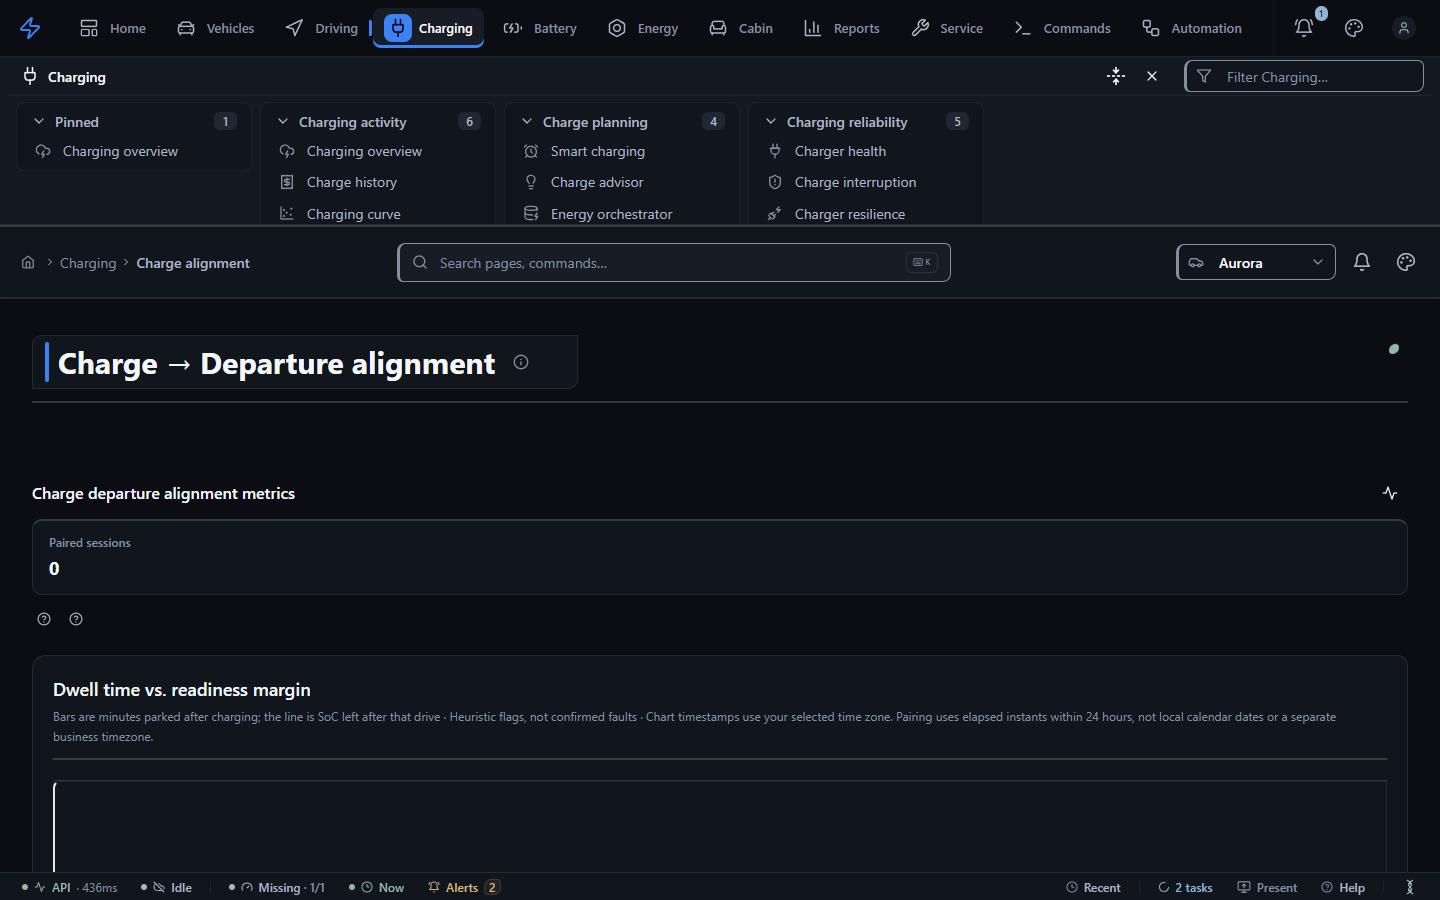 Home
Vehicles
Driving
Charging
Battery
Energy
Cabin
Reports
Service
Commands
Automation
1
Charging
Filter Charging...
Pinned 1
Charging overview
Charging activity 6
Charging overview
Charge history
Charging curve
Charge planning 4
Smart charging
Charge advisor
Energy orchestrator
Charging reliability 5
Charger health
Charge interruption
Charger resilience
Charging
Charge alignment
Search pages, commands...
K
Aurora
Charge → Departure alignment
Charge departure alignment metrics
Paired sessions
0
Dwell time vs. readiness margin
Bars are minutes parked after charging; the line is SoC left after that drive · Heuristic flags, not confirmed faults · Chart timestamps use your selected time zone. Pairing uses elapsed instants within 24 hours, not local calendar dates or a separate
business timezone.
API · 436ms
Idle
Missing · 1/1
Now
Alerts 2
Recent
2 tasks
Present
Help